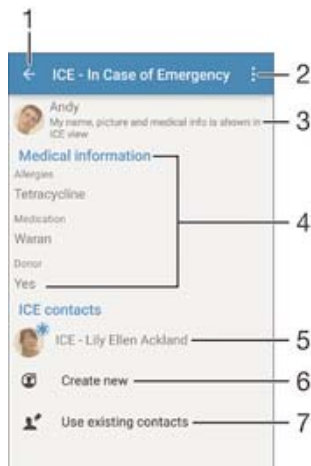 1
ICE - In Case of Emergency
2
Andy
My name, picture and medical info is shown in
ICE view
3
Medical information
Allergies
Tetracycline
Medication
4
Waran
Donor
Yes
ICE contacts
ICE - Lily Ellen Ackland
5
Create new
6
Use existing contacts
7